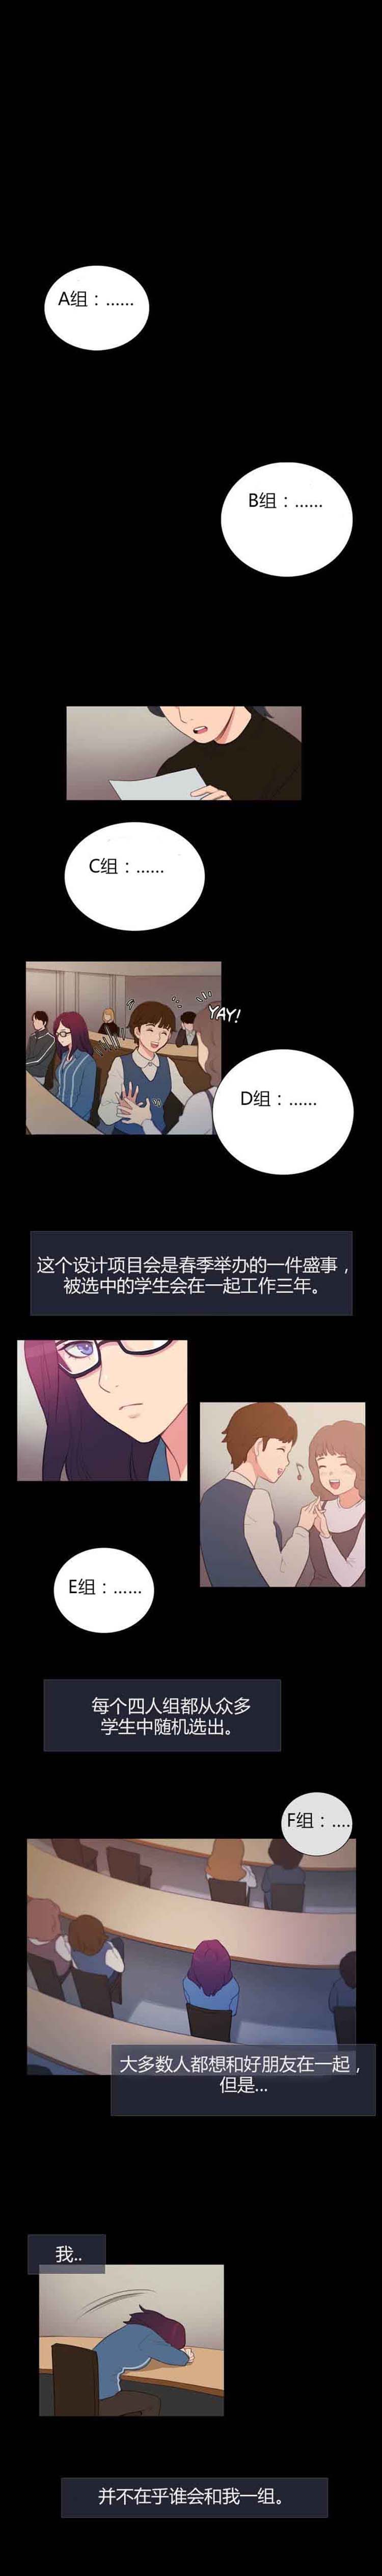 A组：......
B组：......
C组：......
YAY!
D组：......
这个设计项目会是春季举办的一件盛事，
被选中的学生会在一起工作三年。
E组：......
每个四人组都从众多
学生中随机选出。
F组：....
大多数人都想和好朋友在一起，
但是...
我..
并不在乎谁会和我一组。